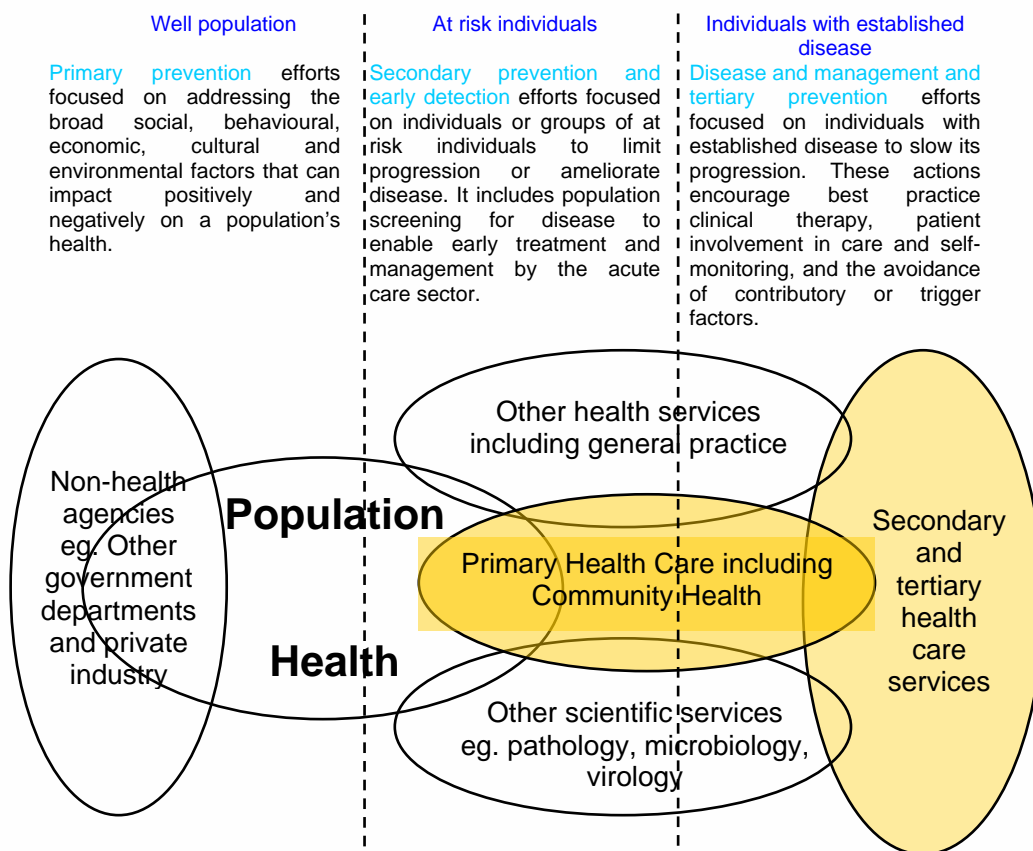 Well population
Primary prevention efforts
focused on addressing the
broad social, behavioural,
economic, cultural and
environmental factors that can
impact positively and
negatively on a population's
health.
At risk individuals
Secondary prevention and
early detection efforts focused
on individuals or groups of at
risk individuals to limit
progression or ameliorate
disease. It includes population
screening for disease to
enable early treatment and
management by the acute
care sector.
Individuals with established
disease
Disease and management and
tertiary prevention efforts
focused on individuals with
established disease to slow its
progression. These actions
encourage best practice
clinical therapy, patient
involvement in care and self-
monitoring, and the avoidance
of contributory or trigger
factors.
Non-health
agencies
eg. Other
government
departments
and private
industry
Population
Health
Other health services
including general practice
Primary Health Care including
Community Health
Other scientific services
eg. pathology, microbiology,
virology
Secondary
and
tertiary
health
care
services